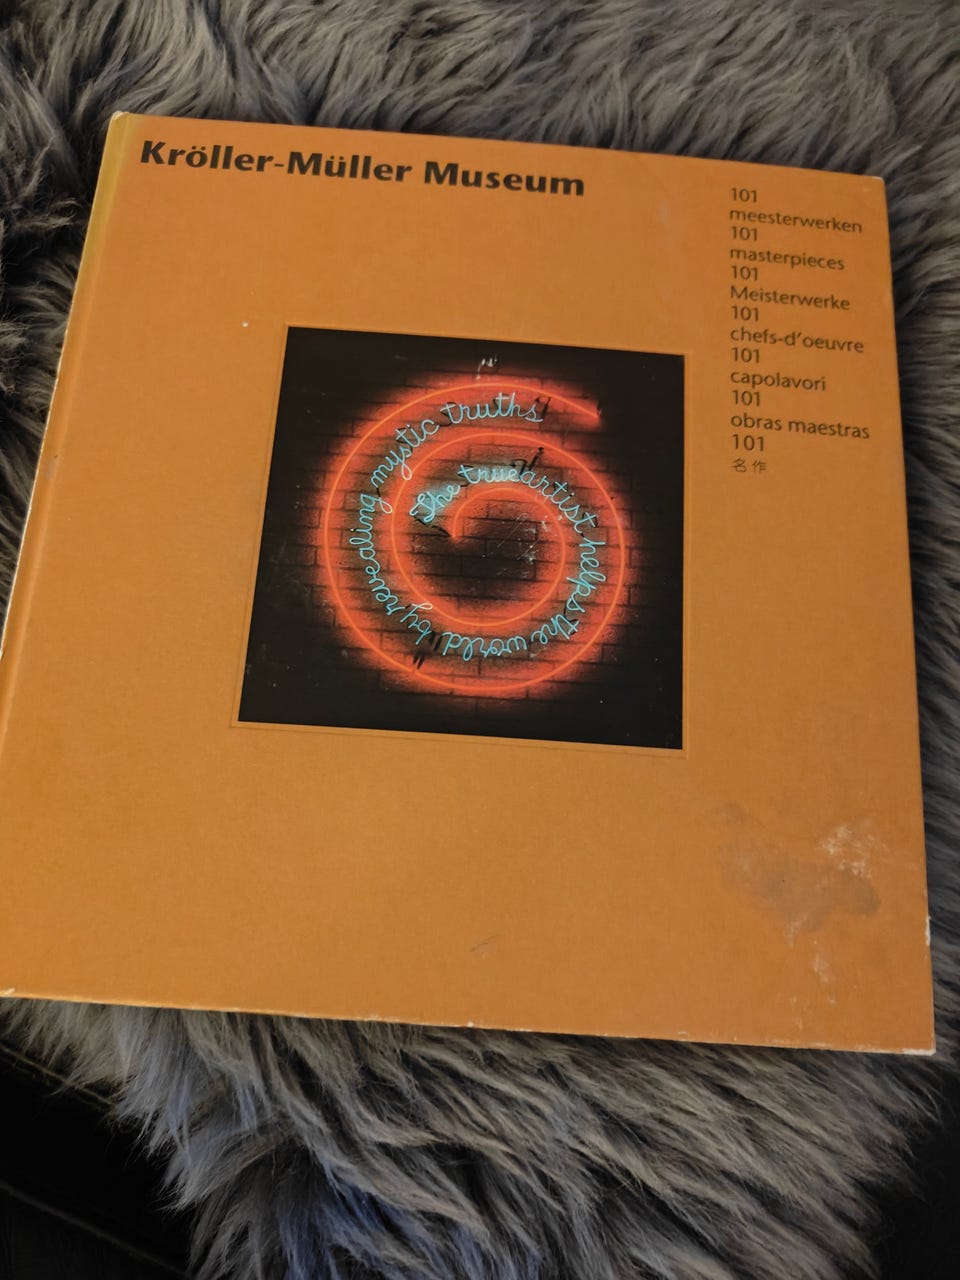 Kröller-Müller Museum
101
meesterwerken
101
masterpieces
101
Meisterwerke
101
chefs-d'oeuvre
101
capolavori
101
obras maestras
101
名作
The true artist helps the world by revealing mystic truths